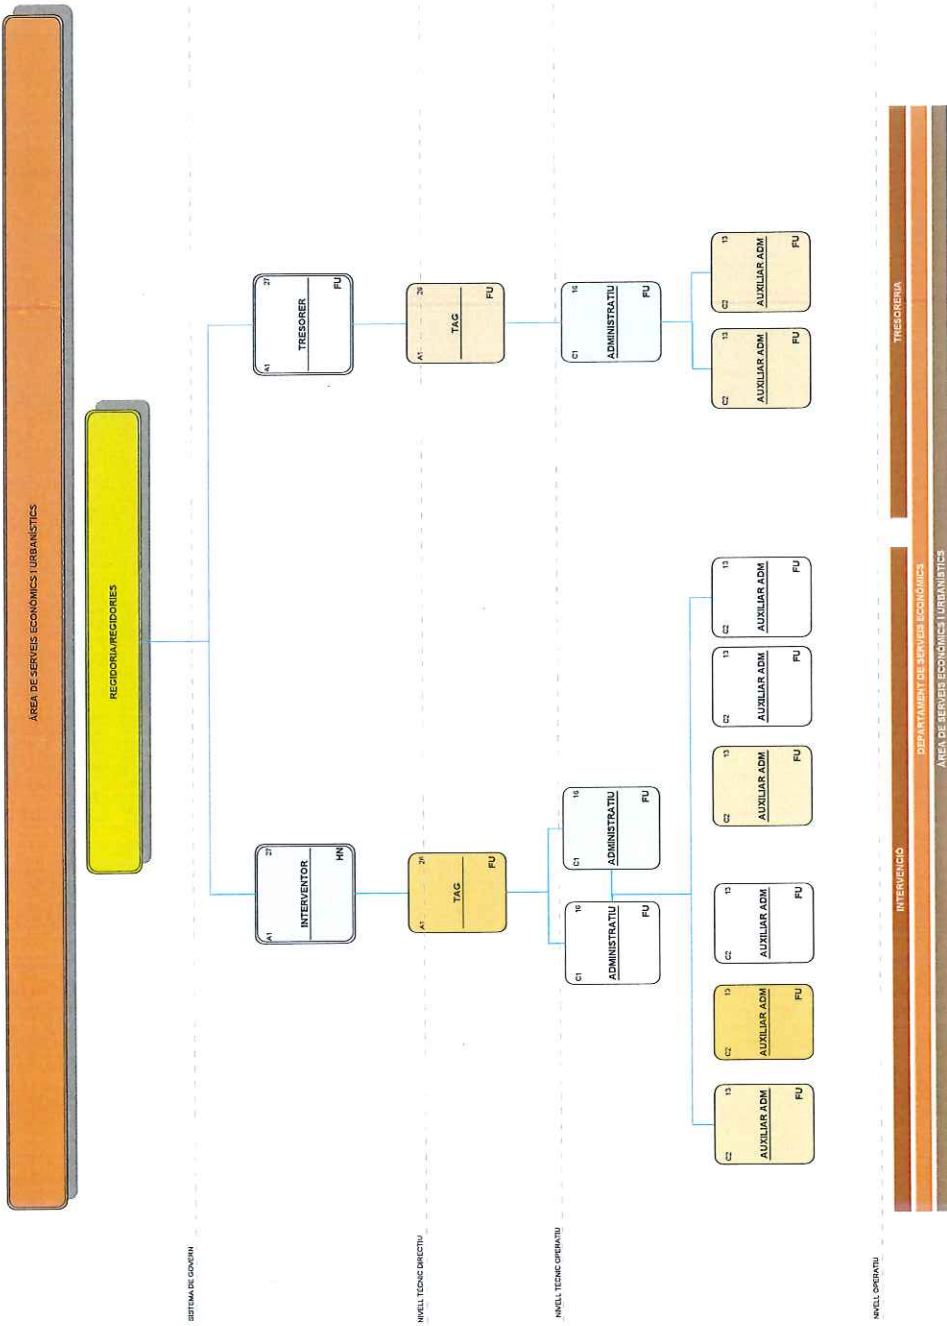 ÀREA DE SERVEIS ECONÒMICS I URBANÍSTICS
REGIDORIA/REGIDORIES
SISTEMA DE GOVERN
A1 27
INTERVENTOR
HN
A1 27
TRESORER
FU
NIVELL TÈCNIC DIRECTIU
A1 26
TAG
FU
A1 26
TAG
FU
NIVELL TÈCNIC OPERATIU
C1 16
ADMINISTRATIU
FU
C1 16
ADMINISTRATIU
FU
C1 16
ADMINISTRATIU
FU
C2 13
AUXILIAR ADM
FU
C2 13
AUXILIAR ADM
FU
C2 13
AUXILIAR ADM
FU
C2 13
AUXILIAR ADM
FU
C2 13
AUXILIAR ADM
FU
C2 13
AUXILIAR ADM
FU
C2 13
AUXILIAR ADM
FU
C2 13
AUXILIAR ADM
FU
NIVELL OPERATIU
INTERVENCIÓ
TRESORERIA
DEPARTAMENT DE SERVEIS ECONÒMICS
ÀREA DE SERVEIS ECONÒMICS I URBANÍSTICS